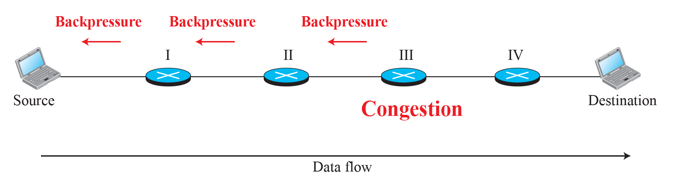 Backpressure Backpressure Backpressure
I II III IV
Source Destination
Congestion
Data flow